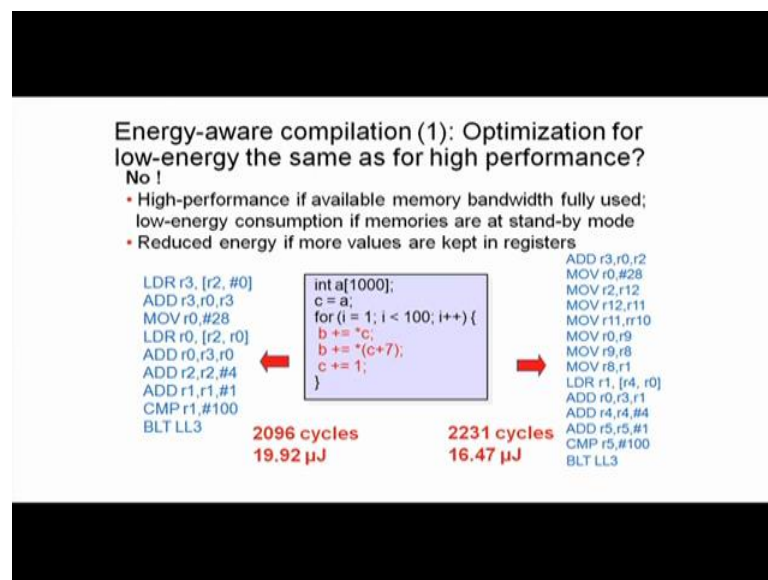 Energy-aware compilation (1): Optimization for
low-energy the same as for high performance?
No !
• High-performance if available memory bandwidth fully used;
low-energy consumption if memories are at stand-by mode
• Reduced energy if more values are kept in registers
LDR r3, [r2, #0]
ADD r3,r0,r3
MOV r0,#28
LDR r0, [r2, r0]
ADD r0,r3,r0
ADD r2,r2,#4
ADD r1,r1,#1
CMP r1,#100
BLT LL3
int a[1000];
c = a;
for (i = 1; i < 100; i++) {
b += *c;
b += *(c+7);
c += 1;
}
2096 cycles
19.92 µJ
2231 cycles
16.47 µJ
ADD r3,r0,r2
MOV r0,#28
MOV r2,r12
MOV r12,r11
MOV r11,rr10
MOV r0,r9
MOV r9,r8
MOV r8,r1
LDR r1, [r4, r0]
ADD r0,r3,r1
ADD r4,r4,#4
ADD r5,r5,#1
CMP r5,#100
BLT LL3